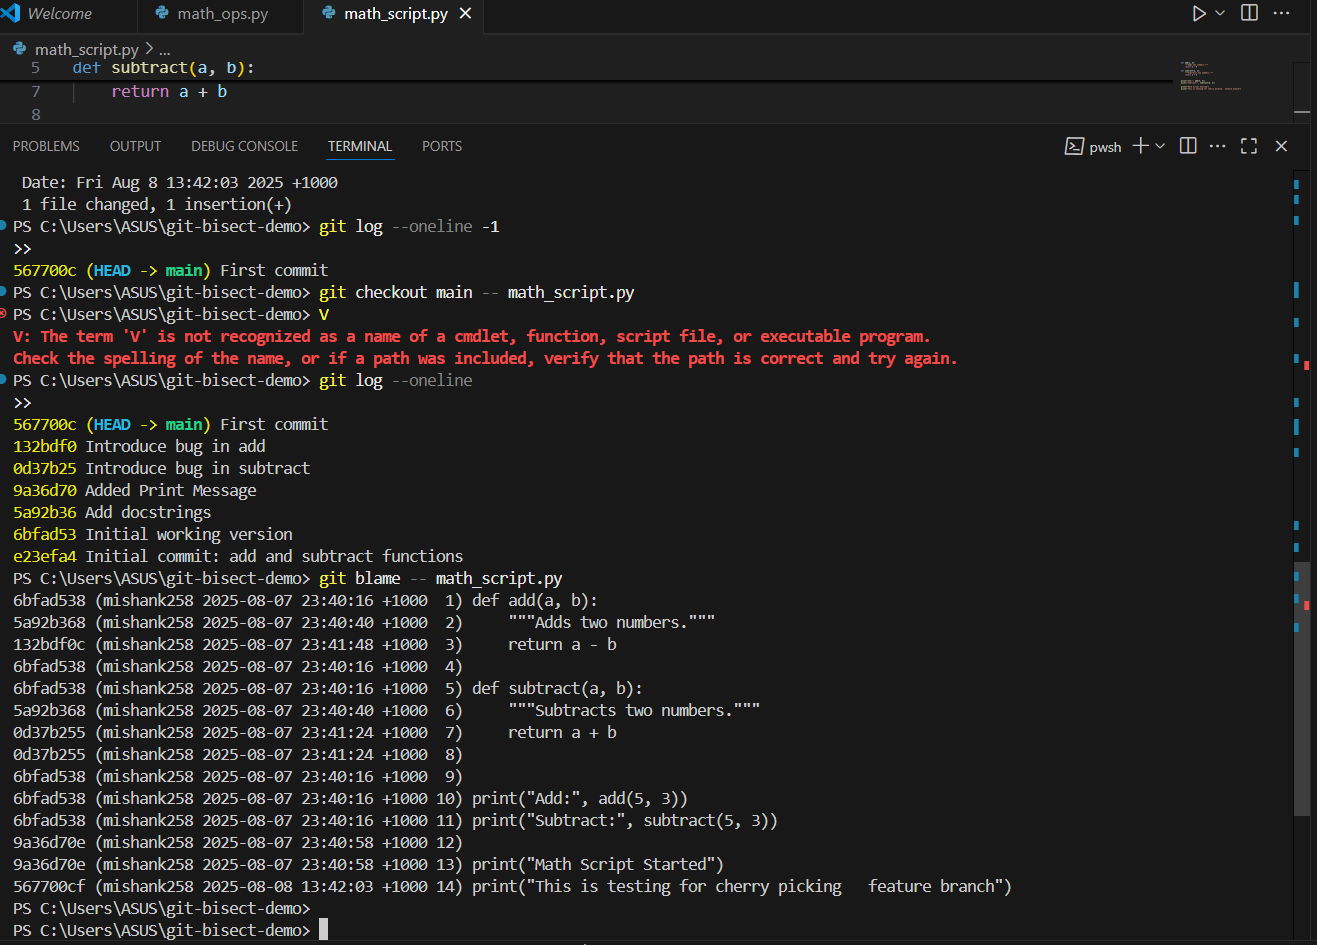 Welcome math_ops.py math_script.py
math_script.py > ...
5 def subtract(a, b):
7 return a + b
8
PROBLEMS OUTPUT DEBUG CONSOLE TERMINAL PORTS pwsh
Date: Fri Aug 8 13:42:03 2025 +1000
1 file changed, 1 insertion(+)
PS C:\Users\ASUS\git-bisect-demo> git log --oneline -1
>>
567700c (HEAD -> main) First commit
PS C:\Users\ASUS\git-bisect-demo> git checkout main -- math_script.py
PS C:\Users\ASUS\git-bisect-demo> V
V: The term 'V' is not recognized as a name of a cmdlet, function, script file, or executable program.
Check the spelling of the name, or if a path was included, verify that the path is correct and try again.
PS C:\Users\ASUS\git-bisect-demo> git log --oneline
>>
567700c (HEAD -> main) First commit
132bdf0 Introduce bug in add
0d37b25 Introduce bug in subtract
9a36d70 Added Print Message
5a92b36 Add docstrings
6bfad53 Initial working version
e23efa4 Initial commit: add and subtract functions
PS C:\Users\ASUS\git-bisect-demo> git blame -- math_script.py
6bfad538 (mishank258 2025-08-07 23:40:16 +1000  1) def add(a, b):
5a92b368 (mishank258 2025-08-07 23:40:40 +1000  2)     """Adds two numbers."""
132bdf0c (mishank258 2025-08-07 23:41:48 +1000  3)     return a - b
6bfad538 (mishank258 2025-08-07 23:40:16 +1000  4)
6bfad538 (mishank258 2025-08-07 23:40:16 +1000  5) def subtract(a, b):
5a92b368 (mishank258 2025-08-07 23:40:40 +1000  6)     """Subtracts two numbers."""
0d37b255 (mishank258 2025-08-07 23:41:24 +1000  7)     return a + b
0d37b255 (mishank258 2025-08-07 23:41:24 +1000  8)
6bfad538 (mishank258 2025-08-07 23:40:16 +1000  9)
6bfad538 (mishank258 2025-08-07 23:40:16 +1000 10) print("Add:", add(5, 3))
6bfad538 (mishank258 2025-08-07 23:40:16 +1000 11) print("Subtract:", subtract(5, 3))
9a36d70e (mishank258 2025-08-07 23:40:58 +1000 12)
9a36d70e (mishank258 2025-08-07 23:40:58 +1000 13) print("Math Script Started")
567700cf (mishank258 2025-08-08 13:42:03 +1000 14) print("This is testing for cherry picking   feature branch")
PS C:\Users\ASUS\git-bisect-demo>
PS C:\Users\ASUS\git-bisect-demo>